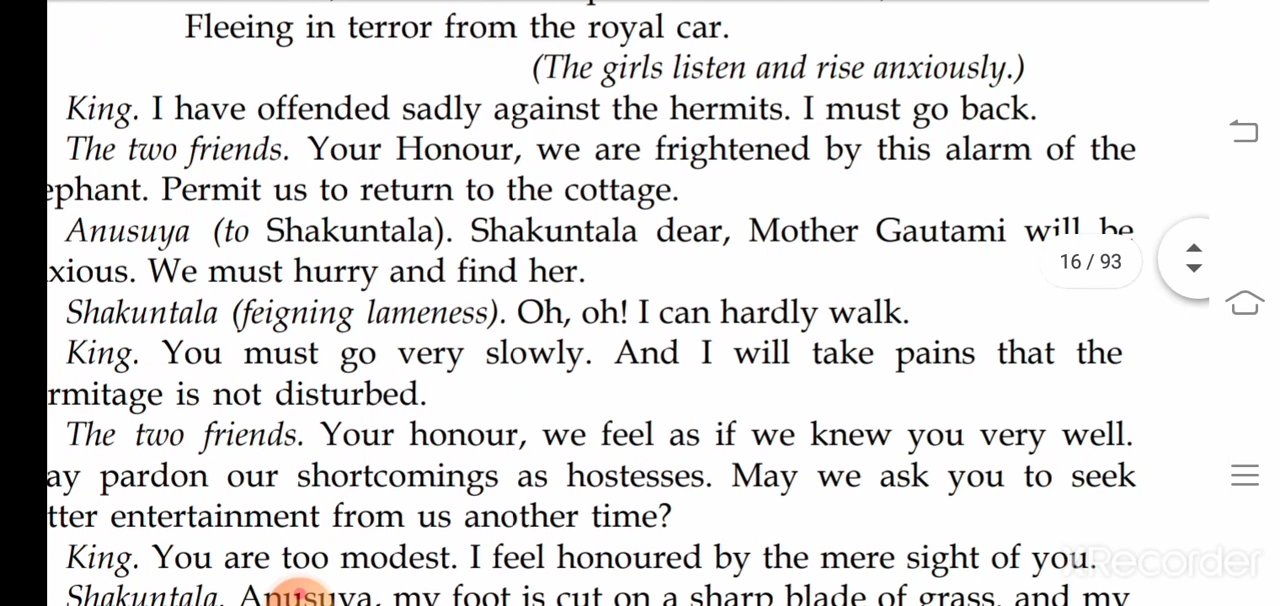 Fleeing in terror from the royal car.
(The girls listen and rise anxiously.)
King. I have offended sadly against the hermits. I must go back.
The two friends. Your Honour, we are frightened by this alarm of the
ephant. Permit us to return to the cottage.
Anusuya (to Shakuntala). Shakuntala dear, Mother Gautami will be
xious. We must hurry and find her.
16 / 93
Shakuntala (feigning lameness). Oh, oh! I can hardly walk.
King. You must go very slowly. And I will take pains that the
rmitage is not disturbed.
The two friends. Your honour, we feel as if we knew you very well.
ay pardon our shortcomings as hostesses. May we ask you to seek
tter entertainment from us another time?
King. You are too modest. I feel honoured by the mere sight of you.
XRecorder
Shakuntala. Anusuya, my foot is cut on a sharp blade of grass, and my